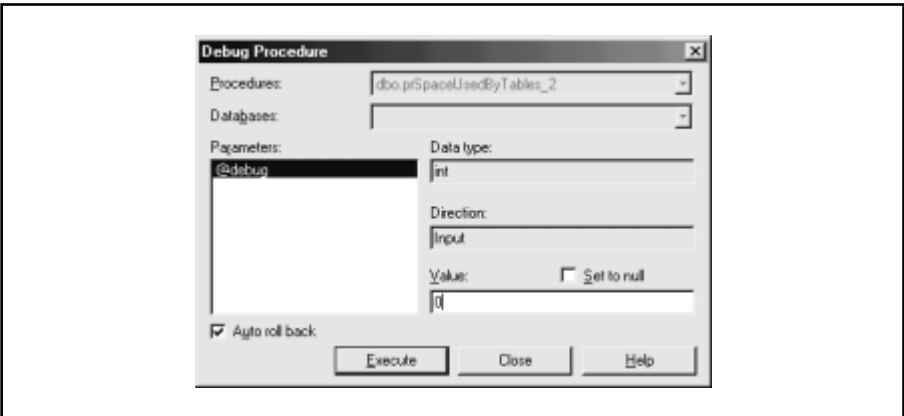 Debug Procedure
Procedures: dbo.prSpaceUsedByTables_2
Databases:
Parameters: Data type:
@debug int
Direction:
Input
Value: Set to null
0
Auto roll back
Execute Close Help